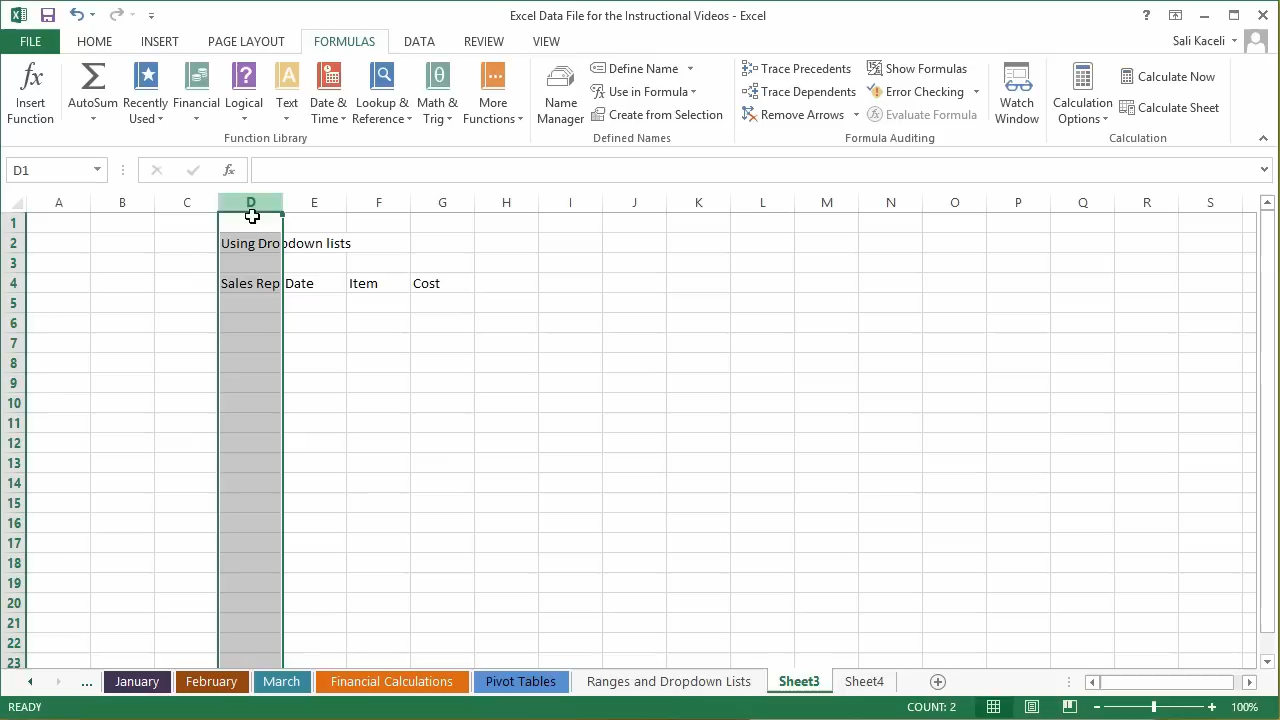 Excel Data File for the Instructional Videos - Excel
FILE HOME INSERT PAGE LAYOUT FORMULAS DATA REVIEW VIEW Sali Kaceli
Insert Function
AutoSum
Recently Used
Financial
Logical
Text
Date & Time
Lookup & Reference
Math & Trig
More Functions
Function Library
Name Manager
Define Name
Use in Formula
Create from Selection
Defined Names
Trace Precedents
Trace Dependents
Remove Arrows
Show Formulas
Error Checking
Evaluate Formula
Formula Auditing
Watch Window
Calculation Options
Calculate Now
Calculate Sheet
Calculation
D1 fx
A B C D E F G H I J K L M N O P Q R S
1
2 Using Dropdown lists
3
4 Sales Rep Date Item Cost
5
6
7
8
9
10
11
12
13
14
15
16
17
18
19
20
21
22
23
... January February March Financial Calculations Pivot Tables Ranges and Dropdown Lists Sheet3 Sheet4
READY COUNT: 2 100%